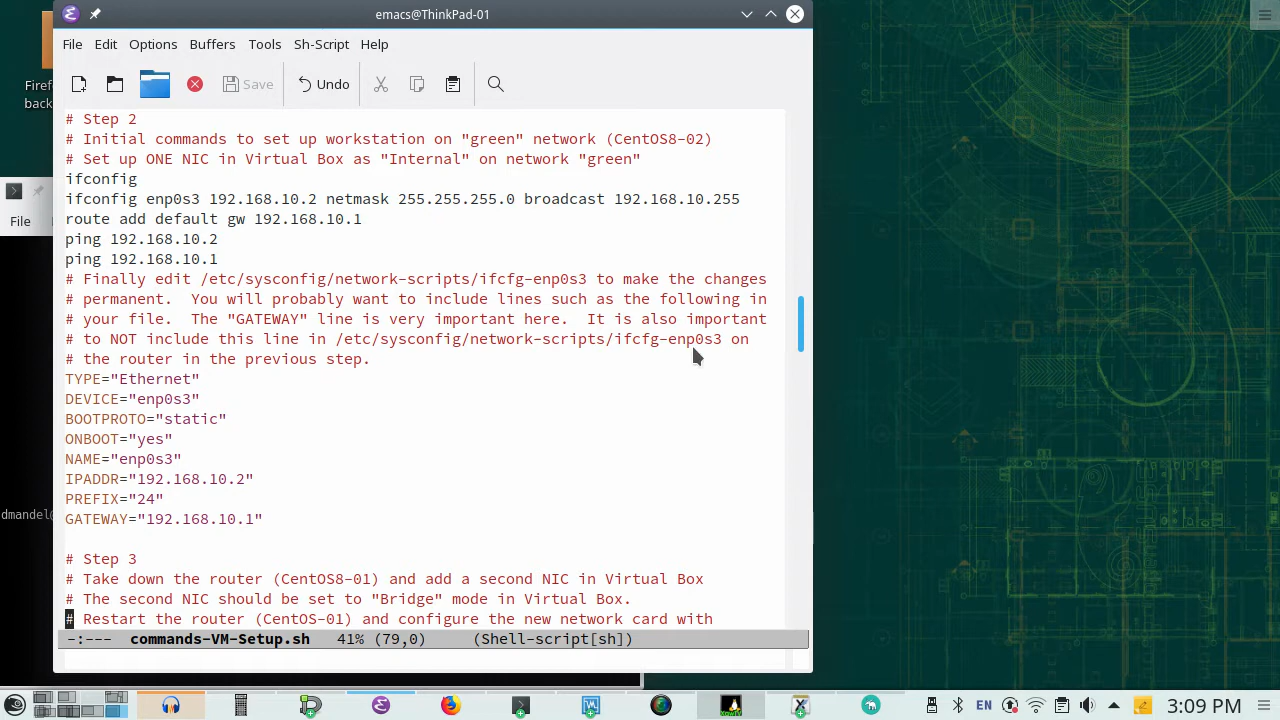 emacs@ThinkPad-01
File Edit Options Buffers Tools Sh-Script Help
Save Undo
# Step 2
# Initial commands to set up workstation on "green" network (CentOS8-02)
# Set up ONE NIC in Virtual Box as "Internal" on network "green"
ifconfig
ifconfig enp0s3 192.168.10.2 netmask 255.255.255.0 broadcast 192.168.10.255
route add default gw 192.168.10.1
ping 192.168.10.2
ping 192.168.10.1
# Finally edit /etc/sysconfig/network-scripts/ifcfg-enp0s3 to make the changes
# permanent.  You will probably want to include lines such as the following in
# your file.  The "GATEWAY" line is very important here.  It is also important
# to NOT include this line in /etc/sysconfig/network-scripts/ifcfg-enp0s3 on
# the router in the previous step.
TYPE="Ethernet"
DEVICE="enp0s3"
BOOTPROTO="static"
ONBOOT="yes"
NAME="enp0s3"
IPADDR="192.168.10.2"
PREFIX="24"
GATEWAY="192.168.10.1"
# Step 3
# Take down the router (CentOS8-01) and add a second NIC in Virtual Box
# The second NIC should be set to "Bridge" mode in Virtual Box.
# Restart the router (CentOS-01) and configure the new network card with
-:--- commands-VM-Setup.sh 41% (79,0) (Shell-script[sh])
Firef
back
File
dmandel@
EN 3:09 PM